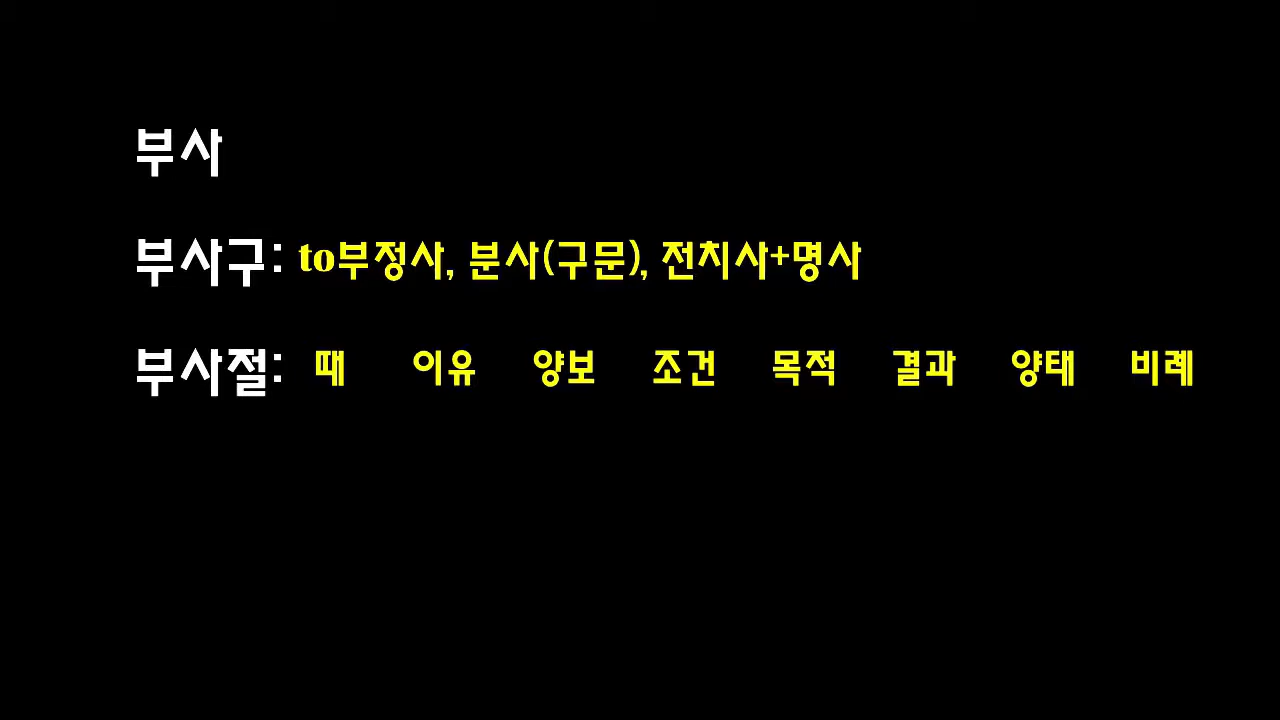 부사
부사구: to부정사, 분사(구문), 전치사+명사
부사절: 때 이유 양보 조건 목적 결과 양태 비례